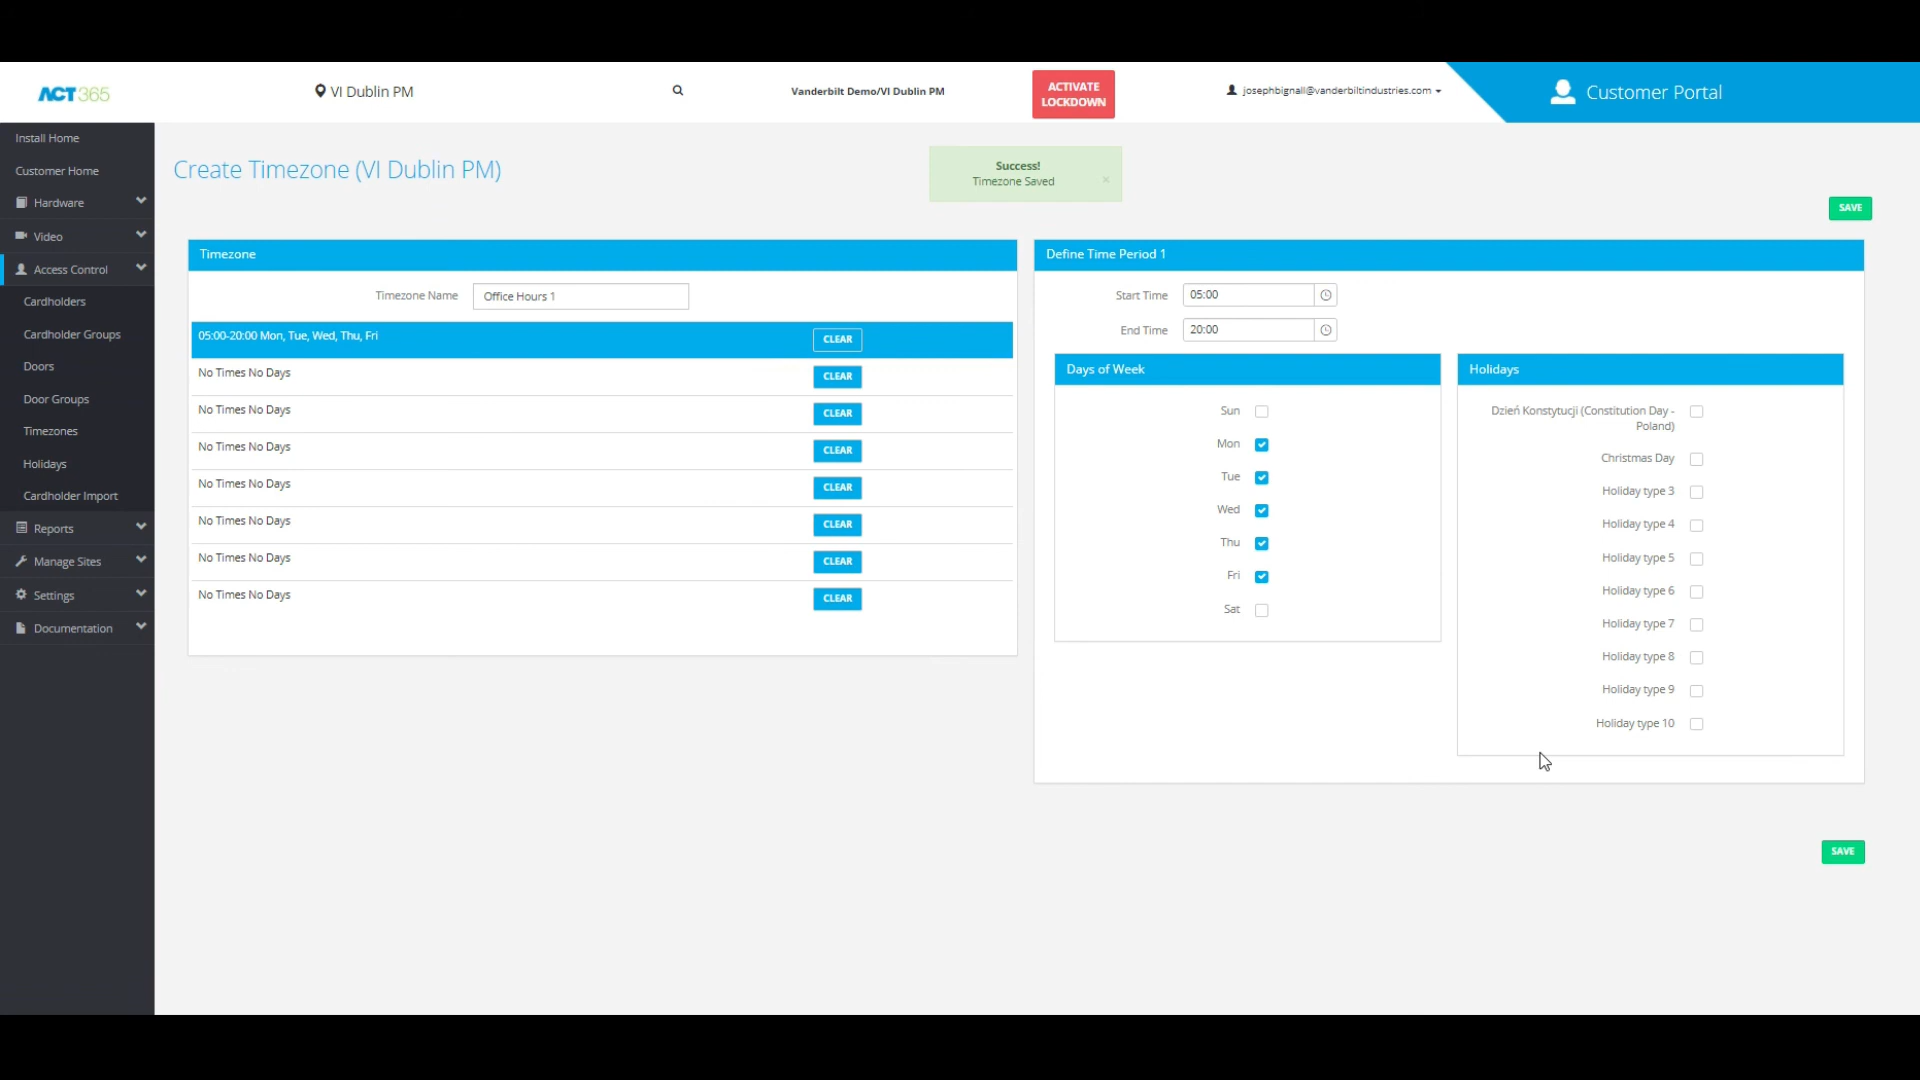 ACT365
VI Dublin PM
Vanderbilt Demo/VI Dublin PM
ACTIVATE
LOCKDOWN
josephbignall@vanderbiltindustries.com
Customer Portal
Install Home
Customer Home
Hardware
Video
Access Control
Cardholders
Cardholder Groups
Doors
Door Groups
Timezones
Holidays
Cardholder Import
Reports
Manage Sites
Settings
Documentation
Create Timezone (VI Dublin PM)
Success!
Timezone Saved
×
SAVE
Timezone
Timezone Name Office Hours 1
05:00-20:00 Mon, Tue, Wed, Thu, Fri CLEAR
No Times No Days CLEAR
No Times No Days CLEAR
No Times No Days CLEAR
No Times No Days CLEAR
No Times No Days CLEAR
No Times No Days CLEAR
No Times No Days CLEAR
Define Time Period 1
Start Time 05:00
End Time 20:00
Days of Week
Sun
Mon
Tue
Wed
Thu
Fri
Sat
Holidays
Dzień Konstytucji (Constitution Day -
Poland)
Christmas Day
Holiday type 3
Holiday type 4
Holiday type 5
Holiday type 6
Holiday type 7
Holiday type 8
Holiday type 9
Holiday type 10
SAVE